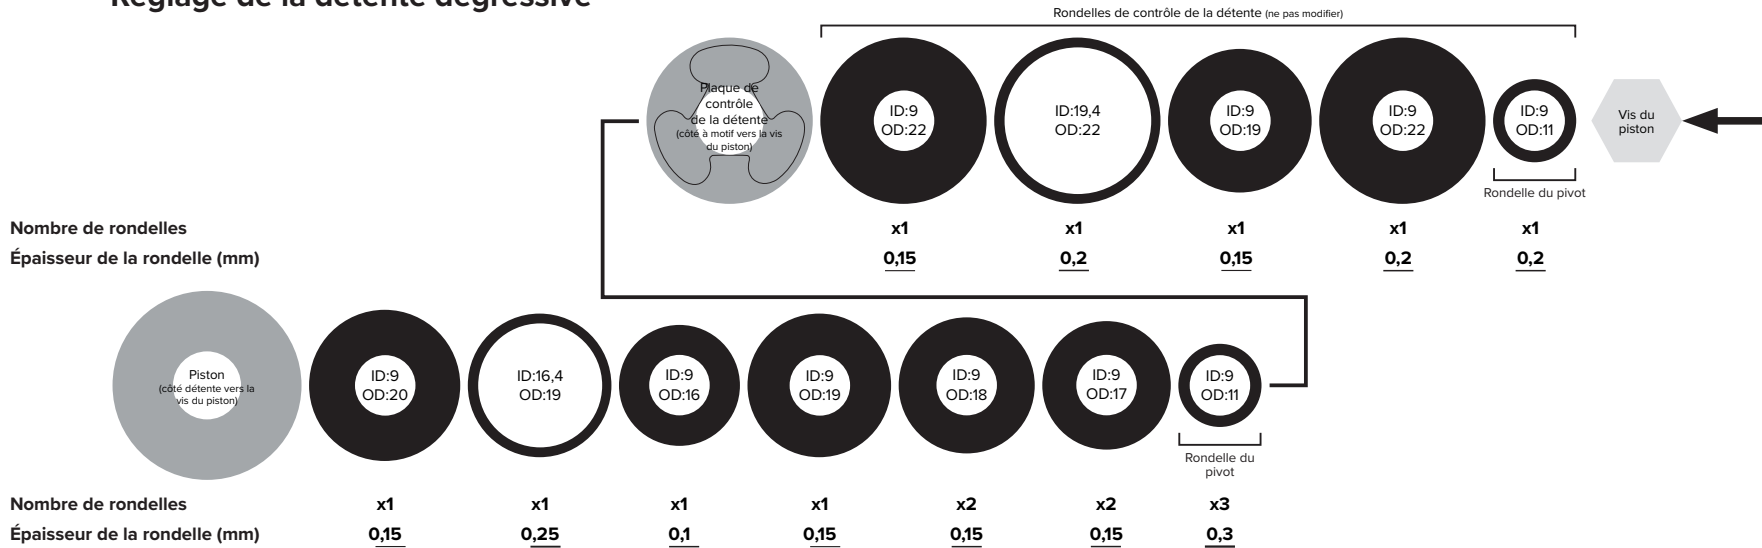 Réglage de la détente dégressive
Rondelles de contrôle de la détente (ne pas modifier)
Plaque de
contrôle
de la détente
(côté à motif vers la vis
du piston)
ID:9
OD:22
ID:19,4
OD:22
ID:9
OD:19
ID:9
OD:22
ID:9
OD:11
Vis du
piston
Rondelle du pivot
Nombre de rondelles x1 x1 x1 x1 x1
Épaisseur de la rondelle (mm) 0,15 0,2 0,15 0,2 0,2
Piston
(côté détente vers la
vis du piston)
ID:9
OD:20
ID:16,4
OD:19
ID:9
OD:16
ID:9
OD:19
ID:9
OD:18
ID:9
OD:17
ID:9
OD:11
Rondelle du
pivot
Nombre de rondelles x1 x1 x1 x1 x2 x2 x3
Épaisseur de la rondelle (mm) 0,15 0,25 0,1 0,15 0,15 0,15 0,3